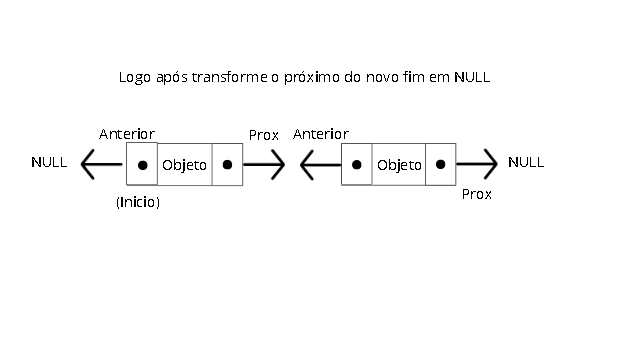 Logo após transforme o próximo do novo fim em NULL
Anterior Prox Anterior
NULL Objeto Objeto NULL
(Inicio) Prox